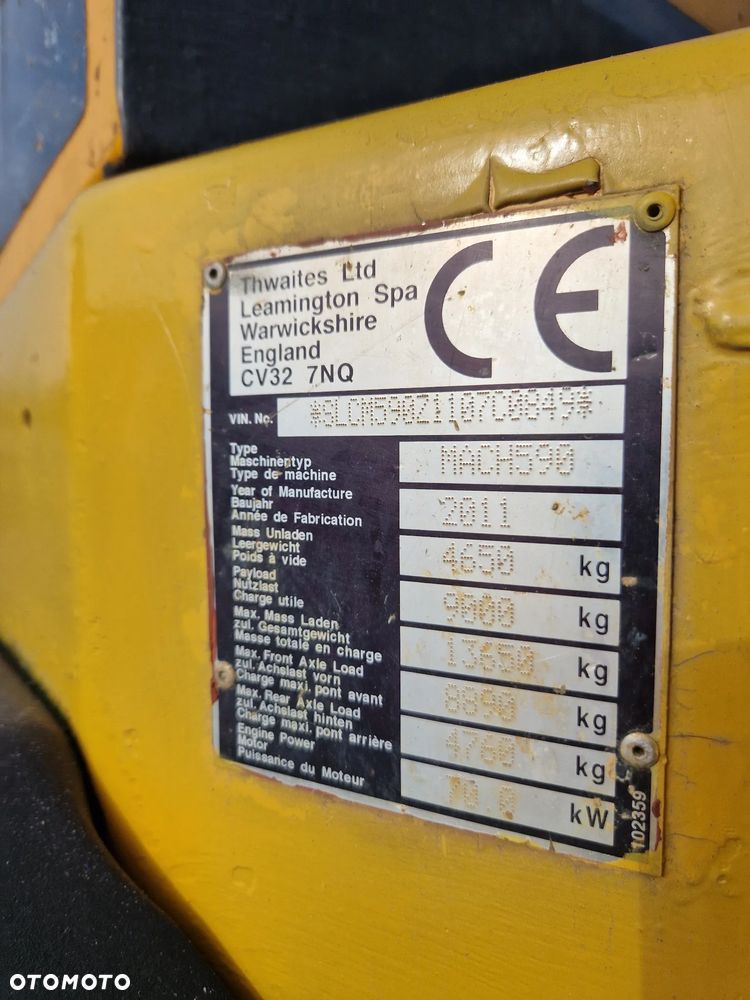 Thwaites Ltd
Leamington Spa
Warwickshire
England
CV32 7NQ
CE
VIN. No. *SLCM590Z1107C0049*
Type
Maschinentyp
Type de machine
MACH590
Year of Manufacture
Baujahr
Année de Fabrication
2011
Mass Unladen
Leergewicht
Poids à vide
4650 kg
Payload
Nutzlast
Charge utile
9000 kg
Max. Mass Laden
zul. Gesamtgewicht
Masse totale en charge
13850 kg
Max. Front Axle Load
zul. Achslast vorn
Charge maxi. pont avant
8890 kg
Max. Rear Axle Load
zul. Achslast hinten
Charge maxi. pont arrière
4760 kg
Engine Power
Motor
Puissance du Moteur
70.0 kW
102359
OTOMOTO